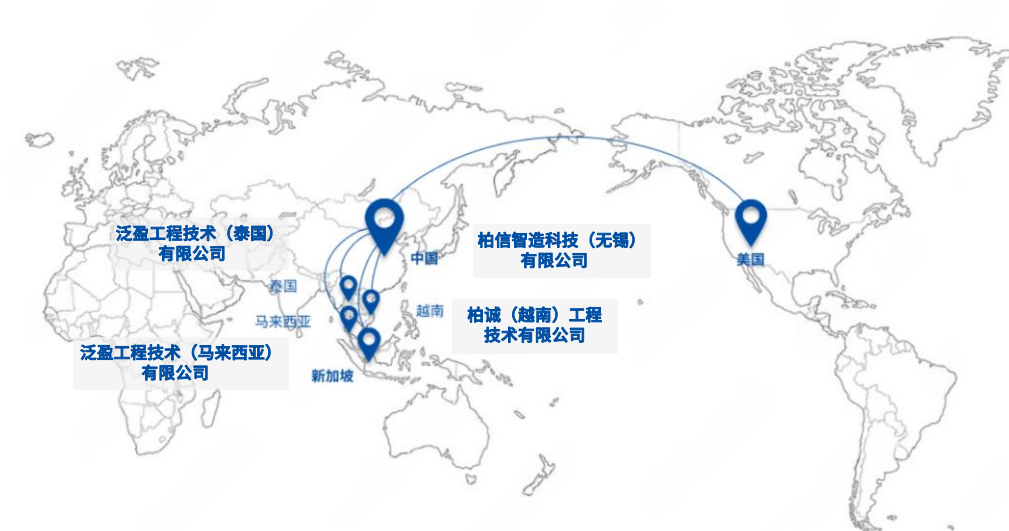 泛盈工程技术（泰国）
有限公司
柏信智造科技（无锡）
有限公司
中国
美国
泰国
越南
马来西亚
柏诚（越南）工程
技术有限公司
泛盈工程技术（马来西亚）
有限公司
新加坡